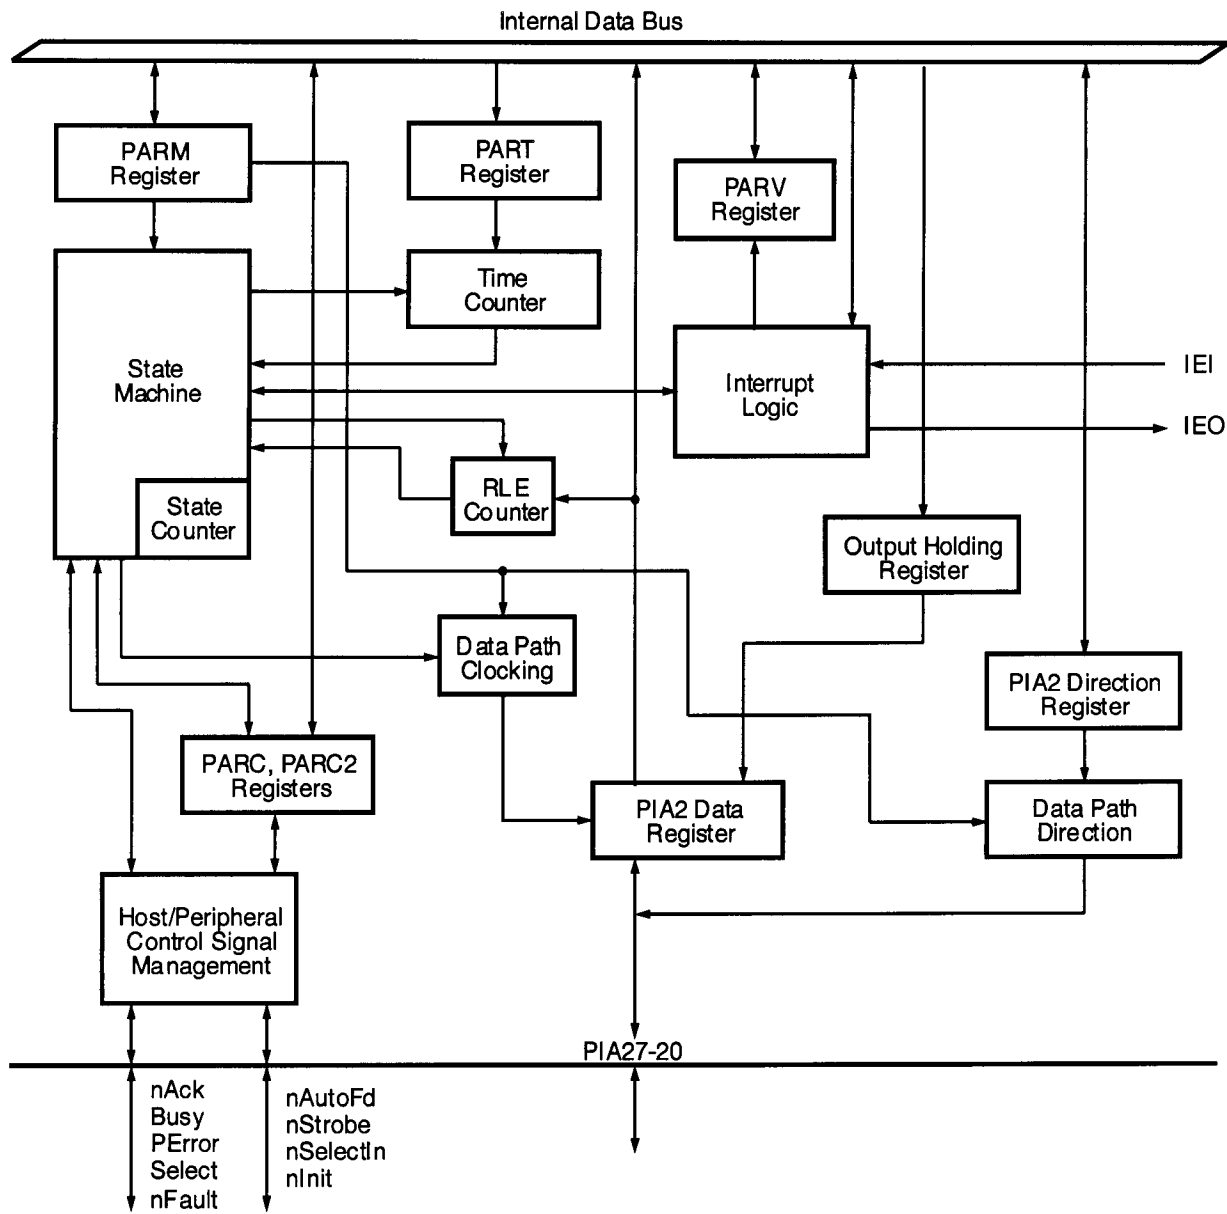 Internal Data Bus
PARM
Register
PART
Register
PARV
Register
Time
Counter
State
Machine
Interrupt
Logic
IEI
IEO
RLE
Counter
State
Counter
Output Holding
Register
Data Path
Clocking
PIA2 Direction
Register
PARC, PARC2
Registers
PIA2 Data
Register
Data Path
Direction
Host/Peripheral
Control Signal
Management
PIA27-20
nAck
Busy
PError
Select
nFault
nAutoFd
nStrobe
nSelectIn
nInit